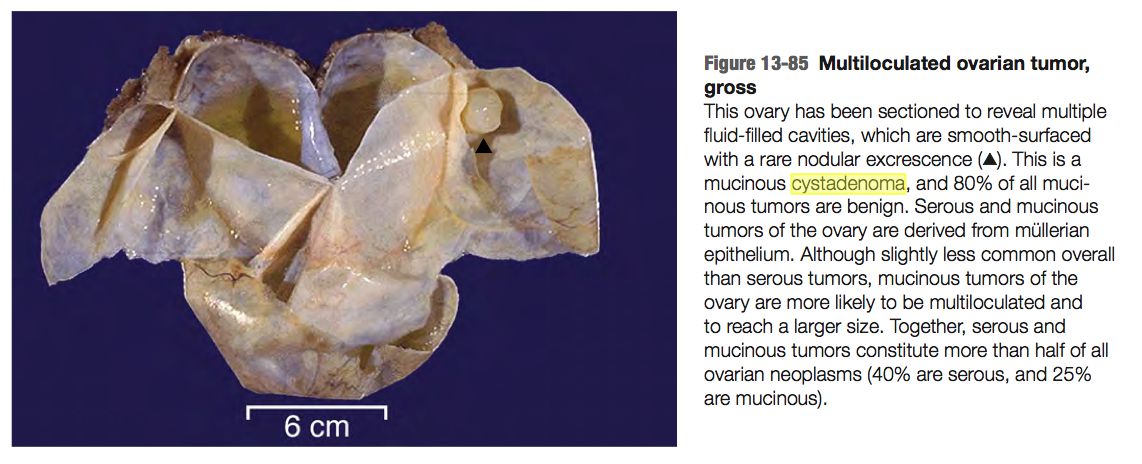 6 cm
Figure 13-85 Multiloculated ovarian tumor,
gross
This ovary has been sectioned to reveal multiple
fluid-filled cavities, which are smooth-surfaced
with a rare nodular excrescence (▲). This is a
mucinous cystadenoma, and 80% of all muci-
nous tumors are benign. Serous and mucinous
tumors of the ovary are derived from müllerian
epithelium. Although slightly less common overall
than serous tumors, mucinous tumors of the
ovary are more likely to be multiloculated and
to reach a larger size. Together, serous and
mucinous tumors constitute more than half of all
ovarian neoplasms (40% are serous, and 25%
are mucinous).